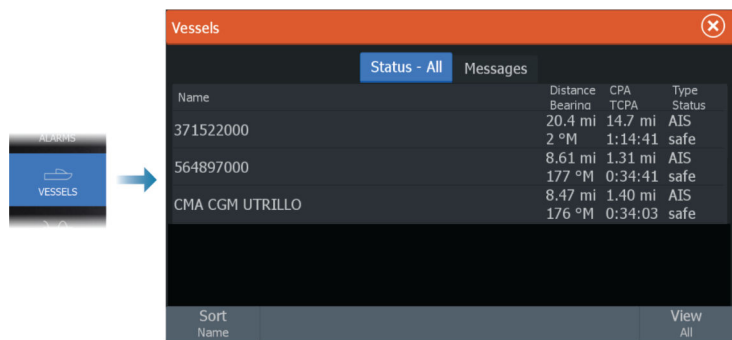 Vessels
Status - All Messages
Name Distance CPA Type
Bearing TCPA Status
371522000 20.4 mi 14.7 mi AIS
2 °M 1:14:41 safe
564897000 8.61 mi 1.31 mi AIS
177 °M 0:34:41 safe
CMA CGM UTRILLO 8.47 mi 1.40 mi AIS
176 °M 0:34:03 safe
ALARMS
VESSELS
Sort View
Name All